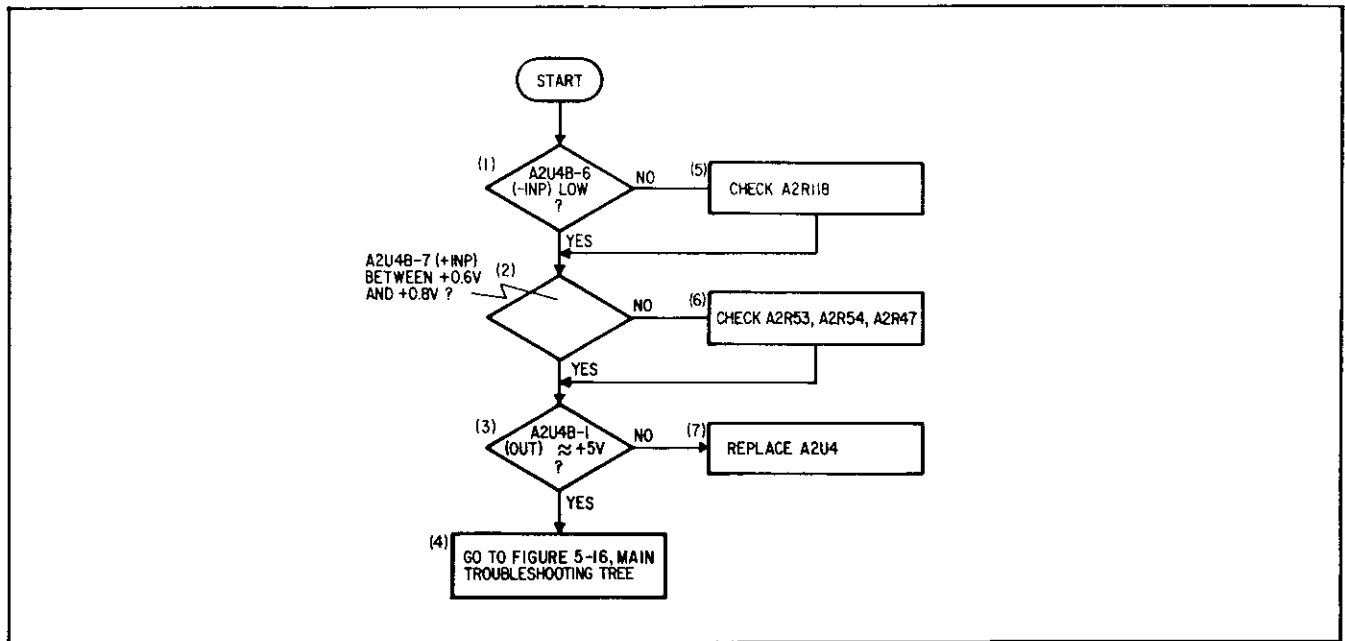 START
(1)
A2U4B-6
(-INP) LOW
?
NO
(5)
CHECK A2R118
YES
A2U4B-7 (+INP)
BETWEEN +0.6V
AND +0.8V ?
(2)
NO
(6)
CHECK A2R53, A2R54, A2R47
YES
(3)
A2U4B-1
(OUT) ≈ +5V
?
NO
(7)
REPLACE A2U4
YES
(4)
GO TO FIGURE 5-16, MAIN
TROUBLESHOOTING TREE